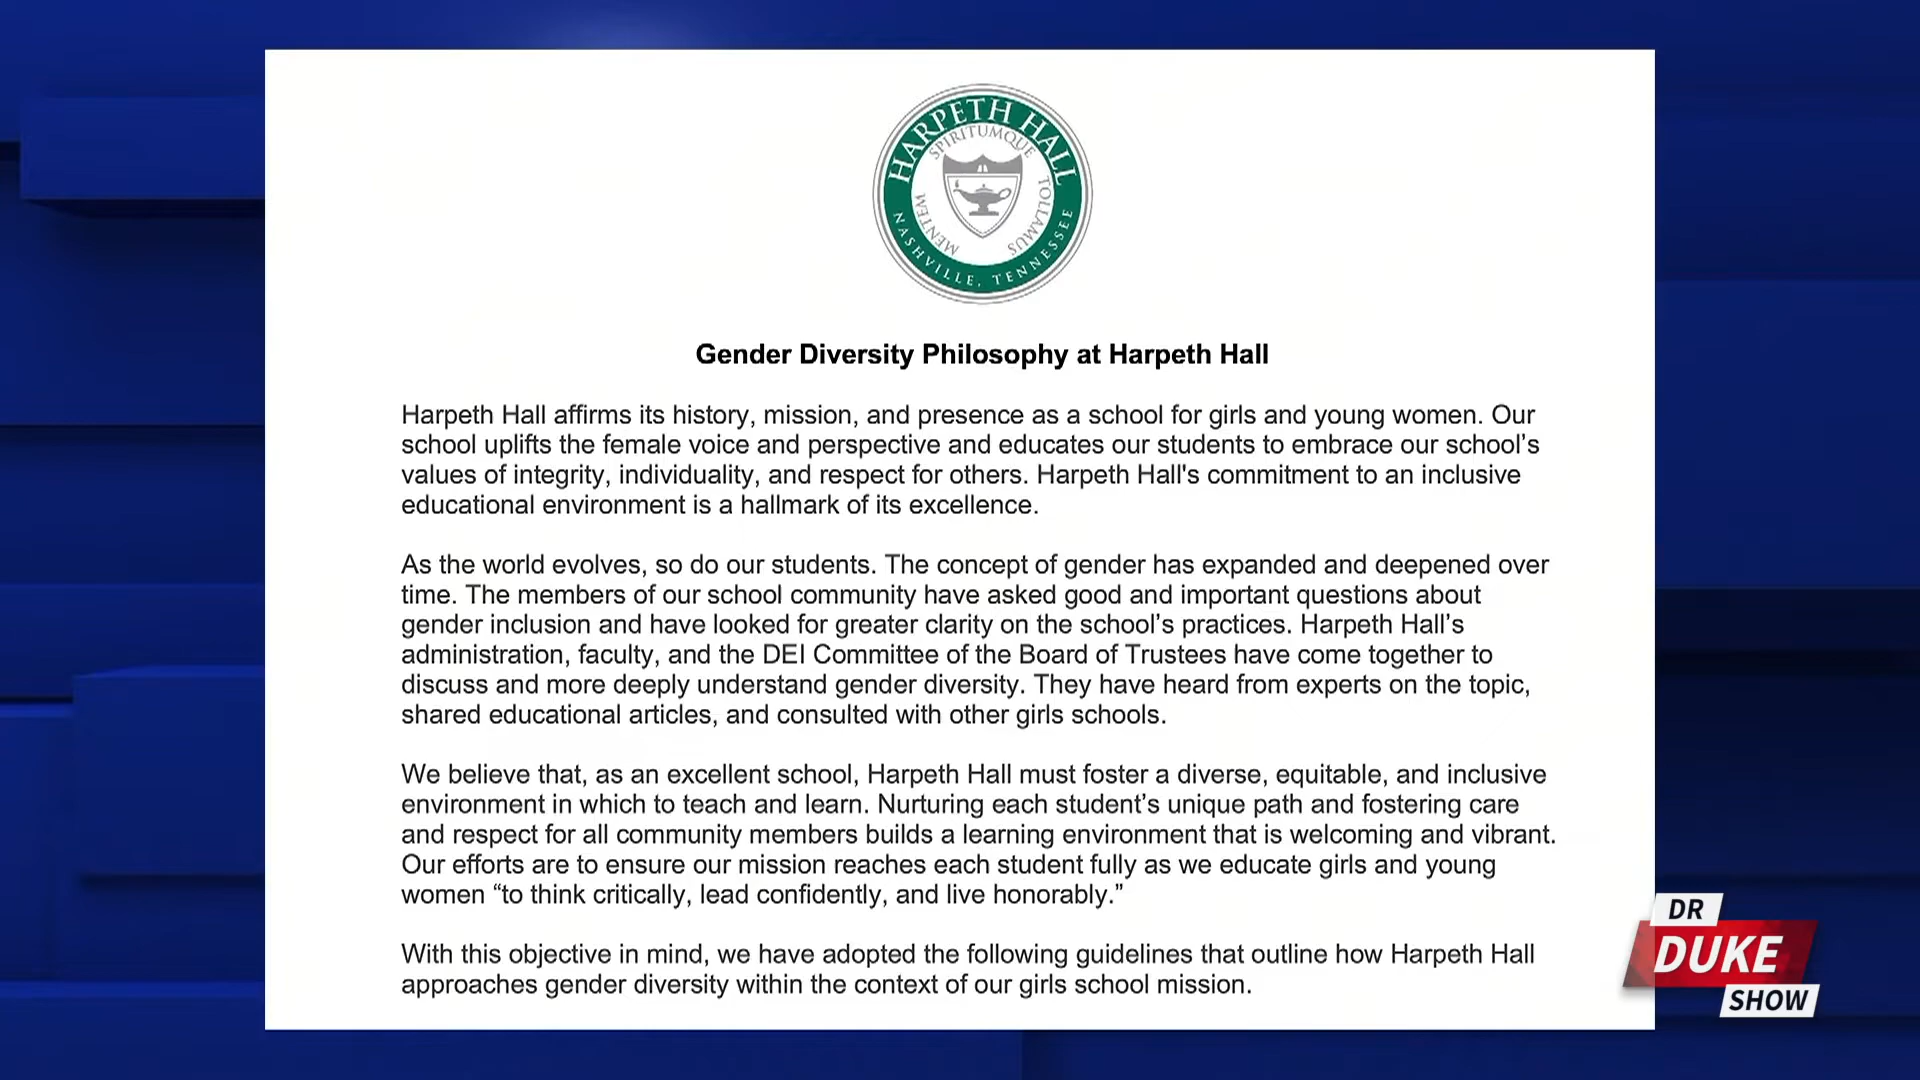 HARPETH HALL
SPIRITUMQUE
MENTEM
TOLLAMUS
NASHVILLE, TENNESSEE
Gender Diversity Philosophy at Harpeth Hall
Harpeth Hall affirms its history, mission, and presence as a school for girls and young women. Our
school uplifts the female voice and perspective and educates our students to embrace our school’s
values of integrity, individuality, and respect for others. Harpeth Hall's commitment to an inclusive
educational environment is a hallmark of its excellence.
As the world evolves, so do our students. The concept of gender has expanded and deepened over
time. The members of our school community have asked good and important questions about
gender inclusion and have looked for greater clarity on the school’s practices. Harpeth Hall’s
administration, faculty, and the DEI Committee of the Board of Trustees have come together to
discuss and more deeply understand gender diversity. They have heard from experts on the topic,
shared educational articles, and consulted with other girls schools.
We believe that, as an excellent school, Harpeth Hall must foster a diverse, equitable, and inclusive
environment in which to teach and learn. Nurturing each student’s unique path and fostering care
and respect for all community members builds a learning environment that is welcoming and vibrant.
Our efforts are to ensure our mission reaches each student fully as we educate girls and young
women “to think critically, lead confidently, and live honorably.”
With this objective in mind, we have adopted the following guidelines that outline how Harpeth Hall
approaches gender diversity within the context of our girls school mission.
DR
DUKE
SHOW